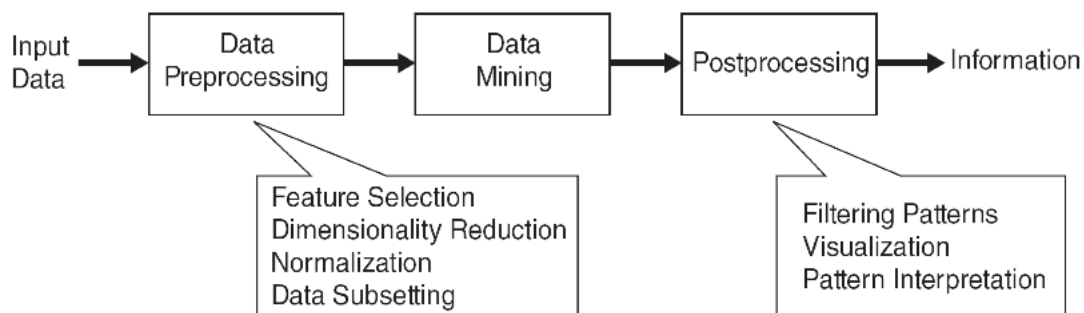 Input
Data
Data
Preprocessing
Data
Mining
Postprocessing
Information
Feature Selection
Dimensionality Reduction
Normalization
Data Subsetting
Filtering Patterns
Visualization
Pattern Interpretation